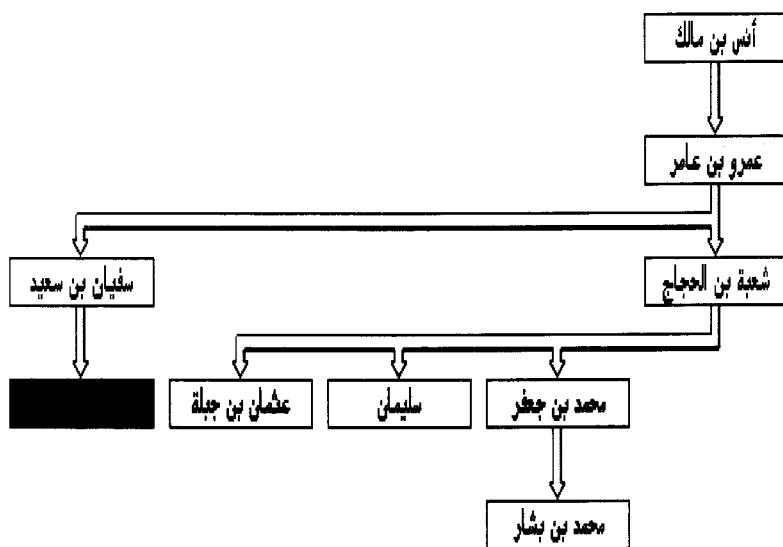 أنس بن مالك
عمرو بن عامر
شعبة بن الحجاج
سفيان بن سعيد
محمد بن جعفر
سليمان
عثمان بن جبلة
محمد بن بشار